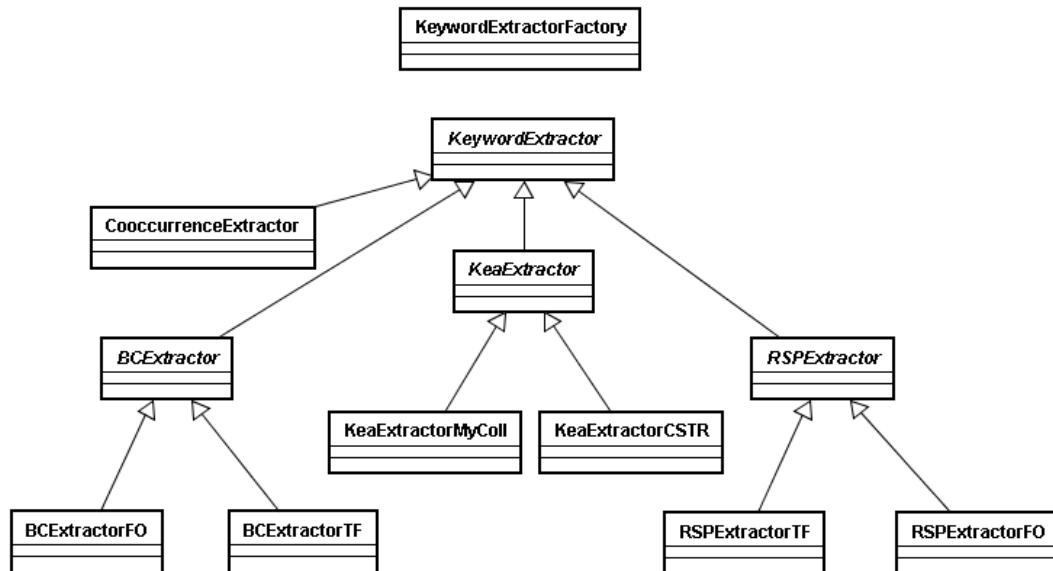 KeywordExtractorFactory
KeywordExtractor
CooccurrenceExtractor
KeaExtractor
BCExtractor
RSPExtractor
KeaExtractorMyColl
KeaExtractorCSTR
BCExtractorFO
BCExtractorTF
RSPExtractorTF
RSPExtractorFO